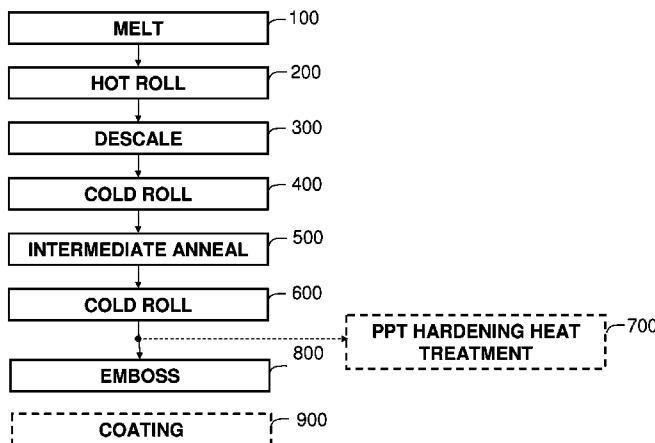 MELT 100
HOT ROLL 200
DESCALE 300
COLD ROLL 400
INTERMEDIATE ANNEAL 500
COLD ROLL 600
PPT HARDENING HEAT 700
TREATMENT
EMBOSS 800
COATING 900